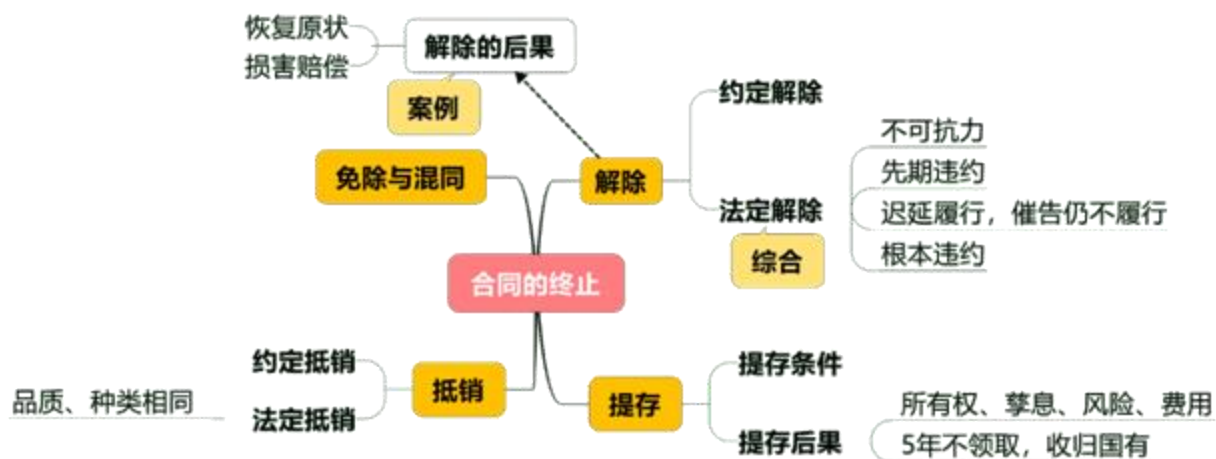 恢复原状
损害赔偿
解除的后果
案例
免除与混同
解除
约定解除
法定解除
综合
不可抗力
先期违约
迟延履行，催告仍不履行
根本违约
合同的终止
约定抵销
法定抵销
品质、种类相同
抵销
提存
提存条件
提存后果
所有权、孳息、风险、费用
5年不领取，收归国有